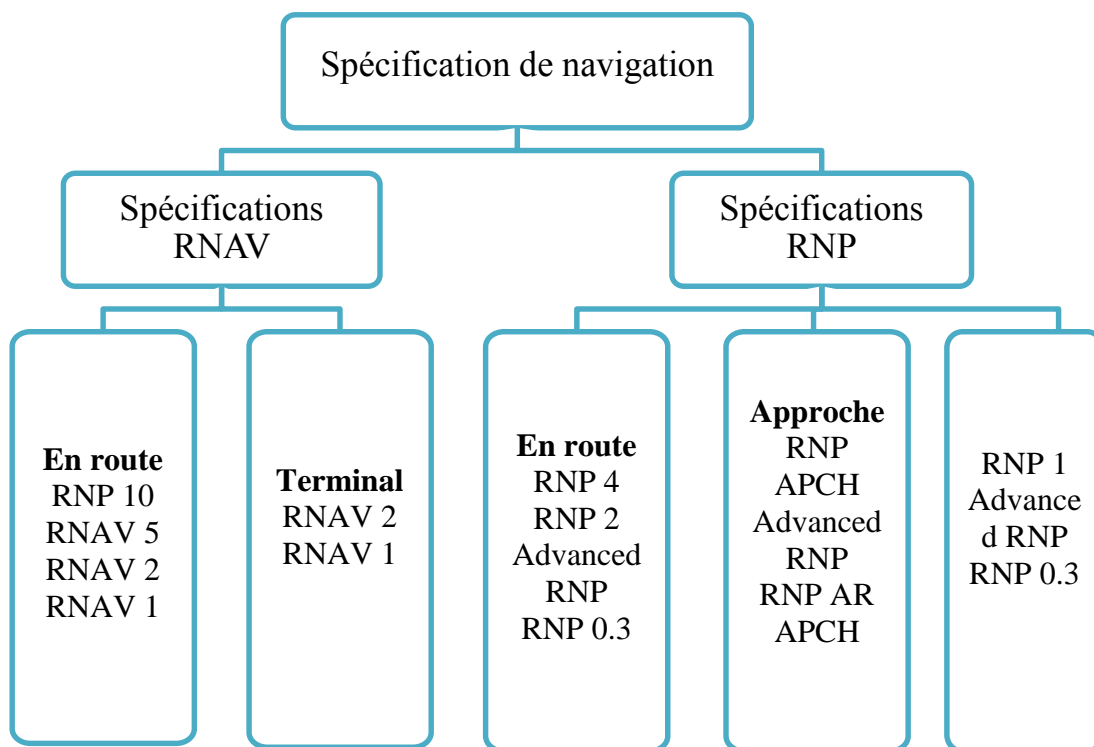 Spécification de navigation
Spécifications
RNAV
Spécifications
RNP
En route
RNP 10
RNAV 5
RNAV 2
RNAV 1
Terminal
RNAV 2
RNAV 1
En route
RNP 4
RNP 2
Advanced
RNP
RNP 0.3
Approche
RNP
APCH
Advanced
RNP
RNP AR
APCH
RNP 1
Advance
d RNP
RNP 0.3